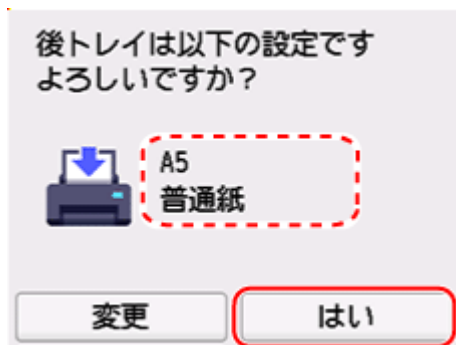 後トレイは以下の設定です
よろしいですか？
A5
普通紙
変更
はい